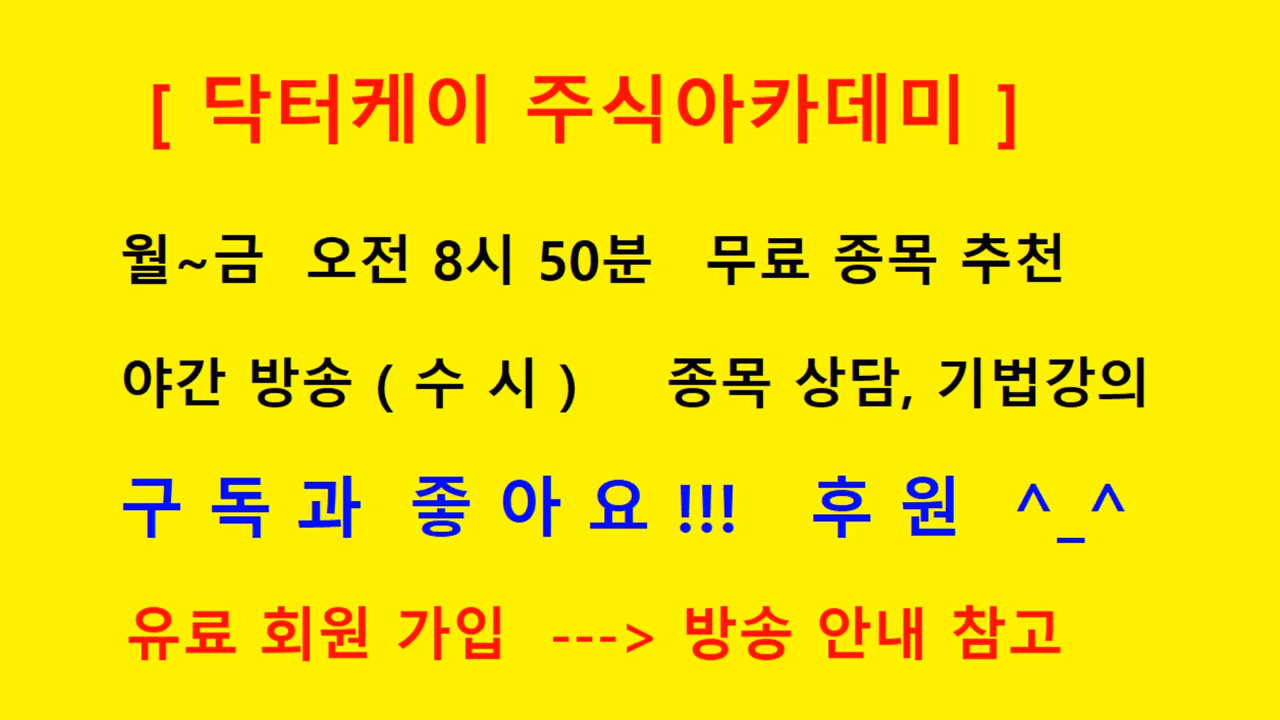 [ 닥터케이 주식아카데미 ]
월~금 오전 8시 50분 무료 종목 추천
야간 방송 ( 수 시 ) 종목 상담, 기법강의
구 독 과 좋 아 요 !!! 후 원 ^_^
유료 회원 가입 ---> 방송 안내 참고